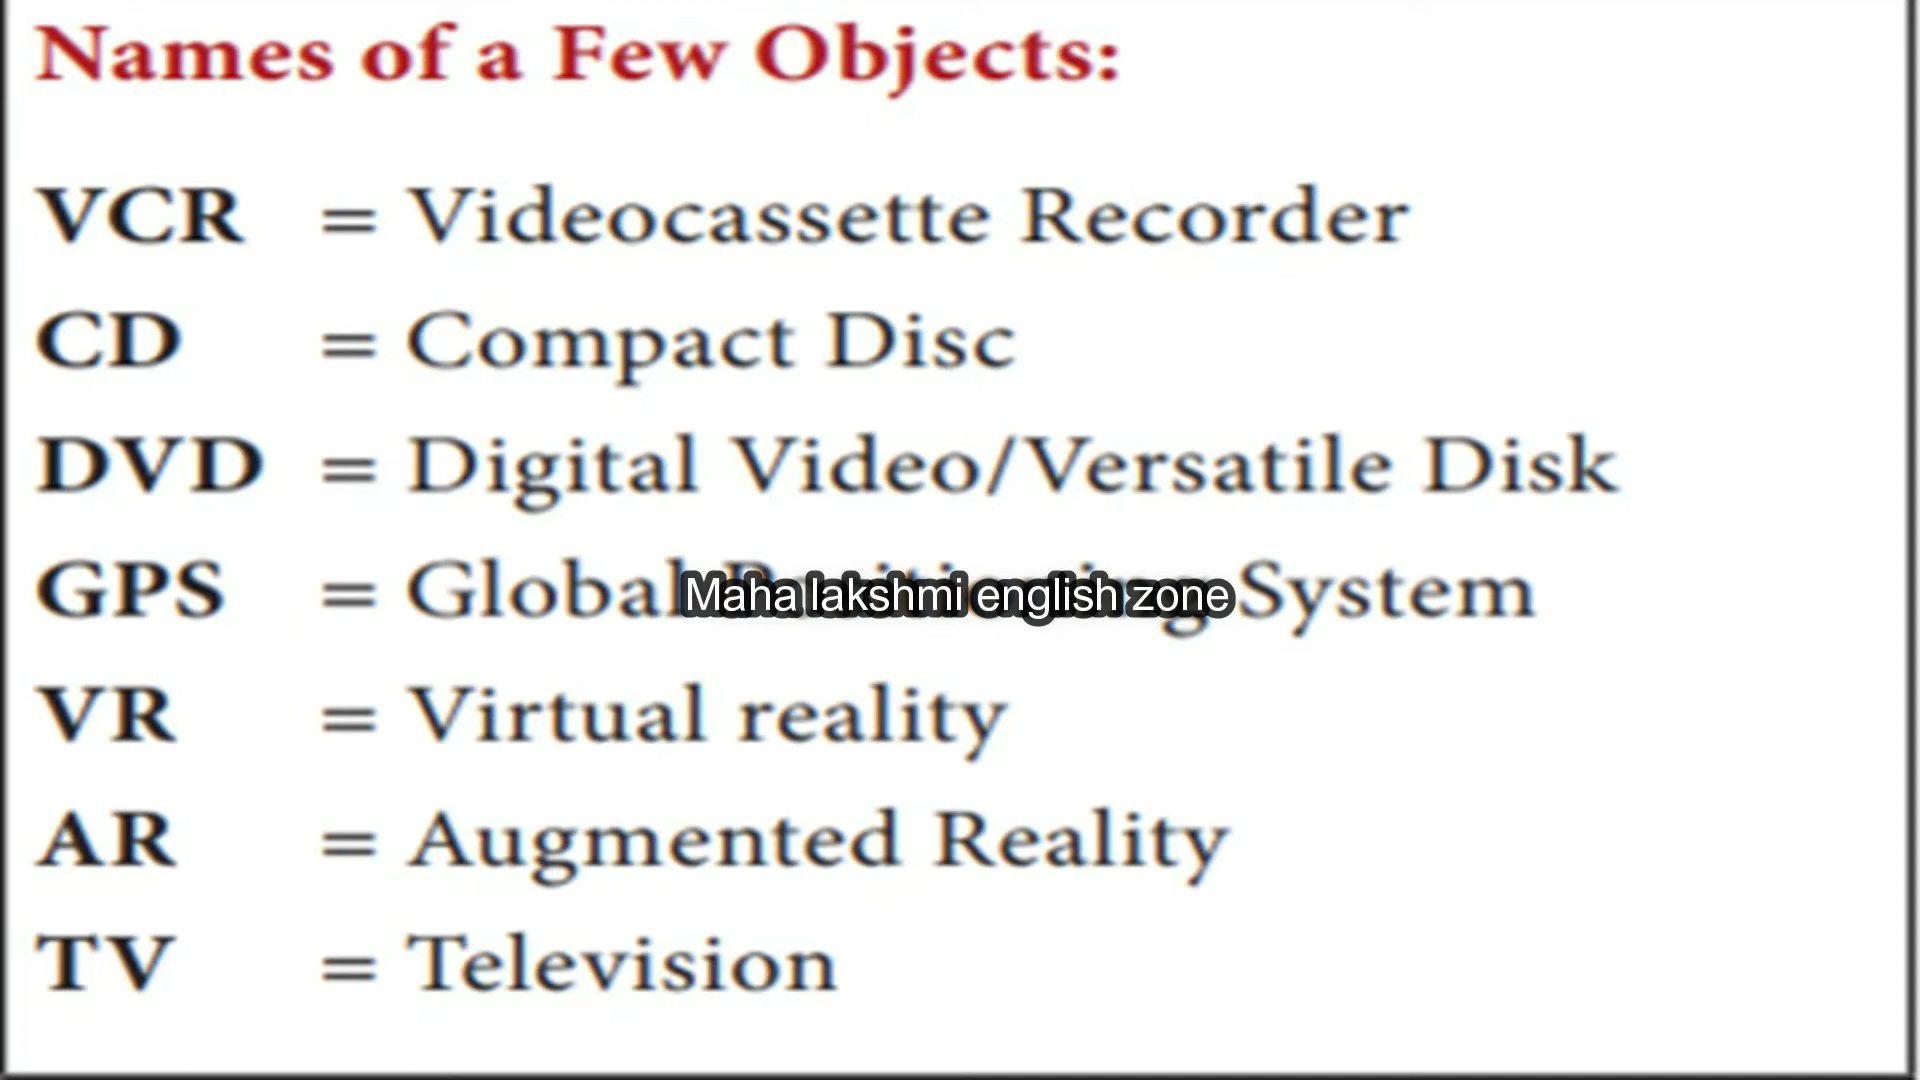 Names of a Few Objects:
VCR = Videocassette Recorder
CD = Compact Disc
DVD = Digital Video/Versatile Disk
GPS = Global System
Maha lakshmi english zone
VR = Virtual reality
AR = Augmented Reality
TV = Television